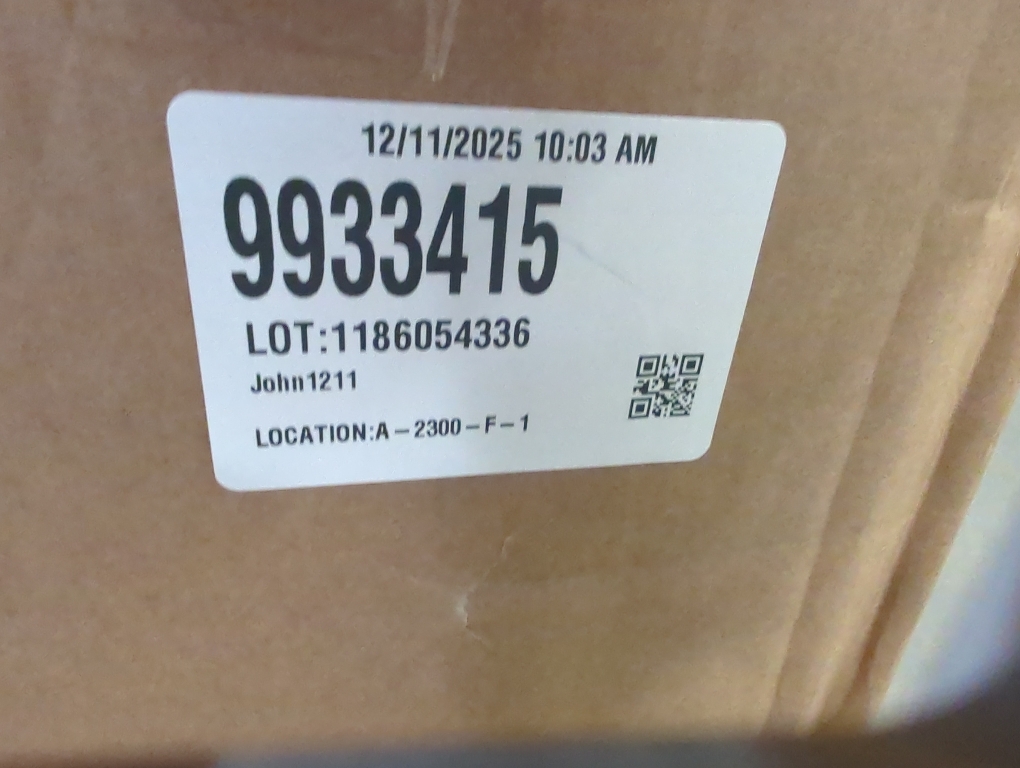 12/11/2025 10:03 AM
9933415
LOT:1186054336
John1211
LOCATION:A-2300-F-1